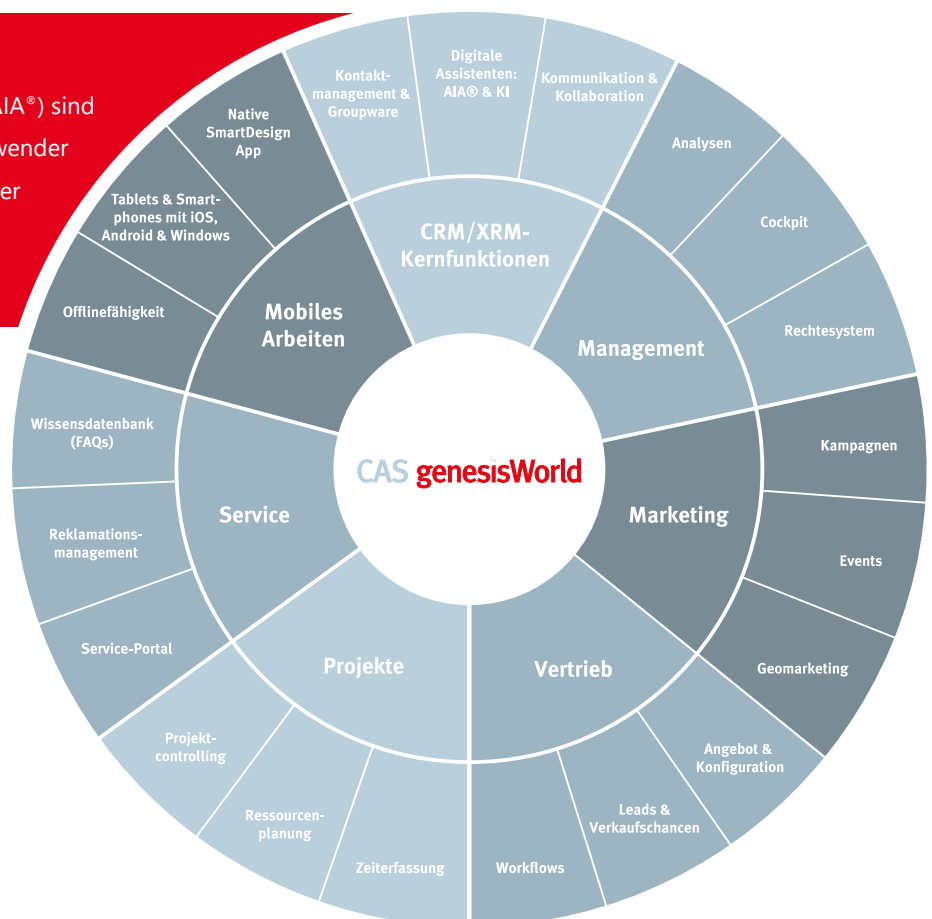 AIA®) sind
wender
er
Kontakt-
management &
Groupware
Digitale
Assistenten:
AIA® & KI
Kommunikation &
Kollaboration
CRM/XRM-
Kernfunktionen
Analysen
Cockpit
Rechtesystem
Management
Kampagnen
Events
Geomarketing
Marketing
Angebot &
Konfiguration
Leads &
Verkaufschancen
Workflows
Vertrieb
Zeiterfassung
Ressourcen-
planung
Projekt-
controlling
Projekte
Service-Portal
Reklamations-
management
Wissensdatenbank
(FAQs)
Service
Offlinefähigkeit
Tablets & Smart-
phones mit iOS,
Android & Windows
Native
SmartDesign
App
Mobiles
Arbeiten
CAS genesisWorld